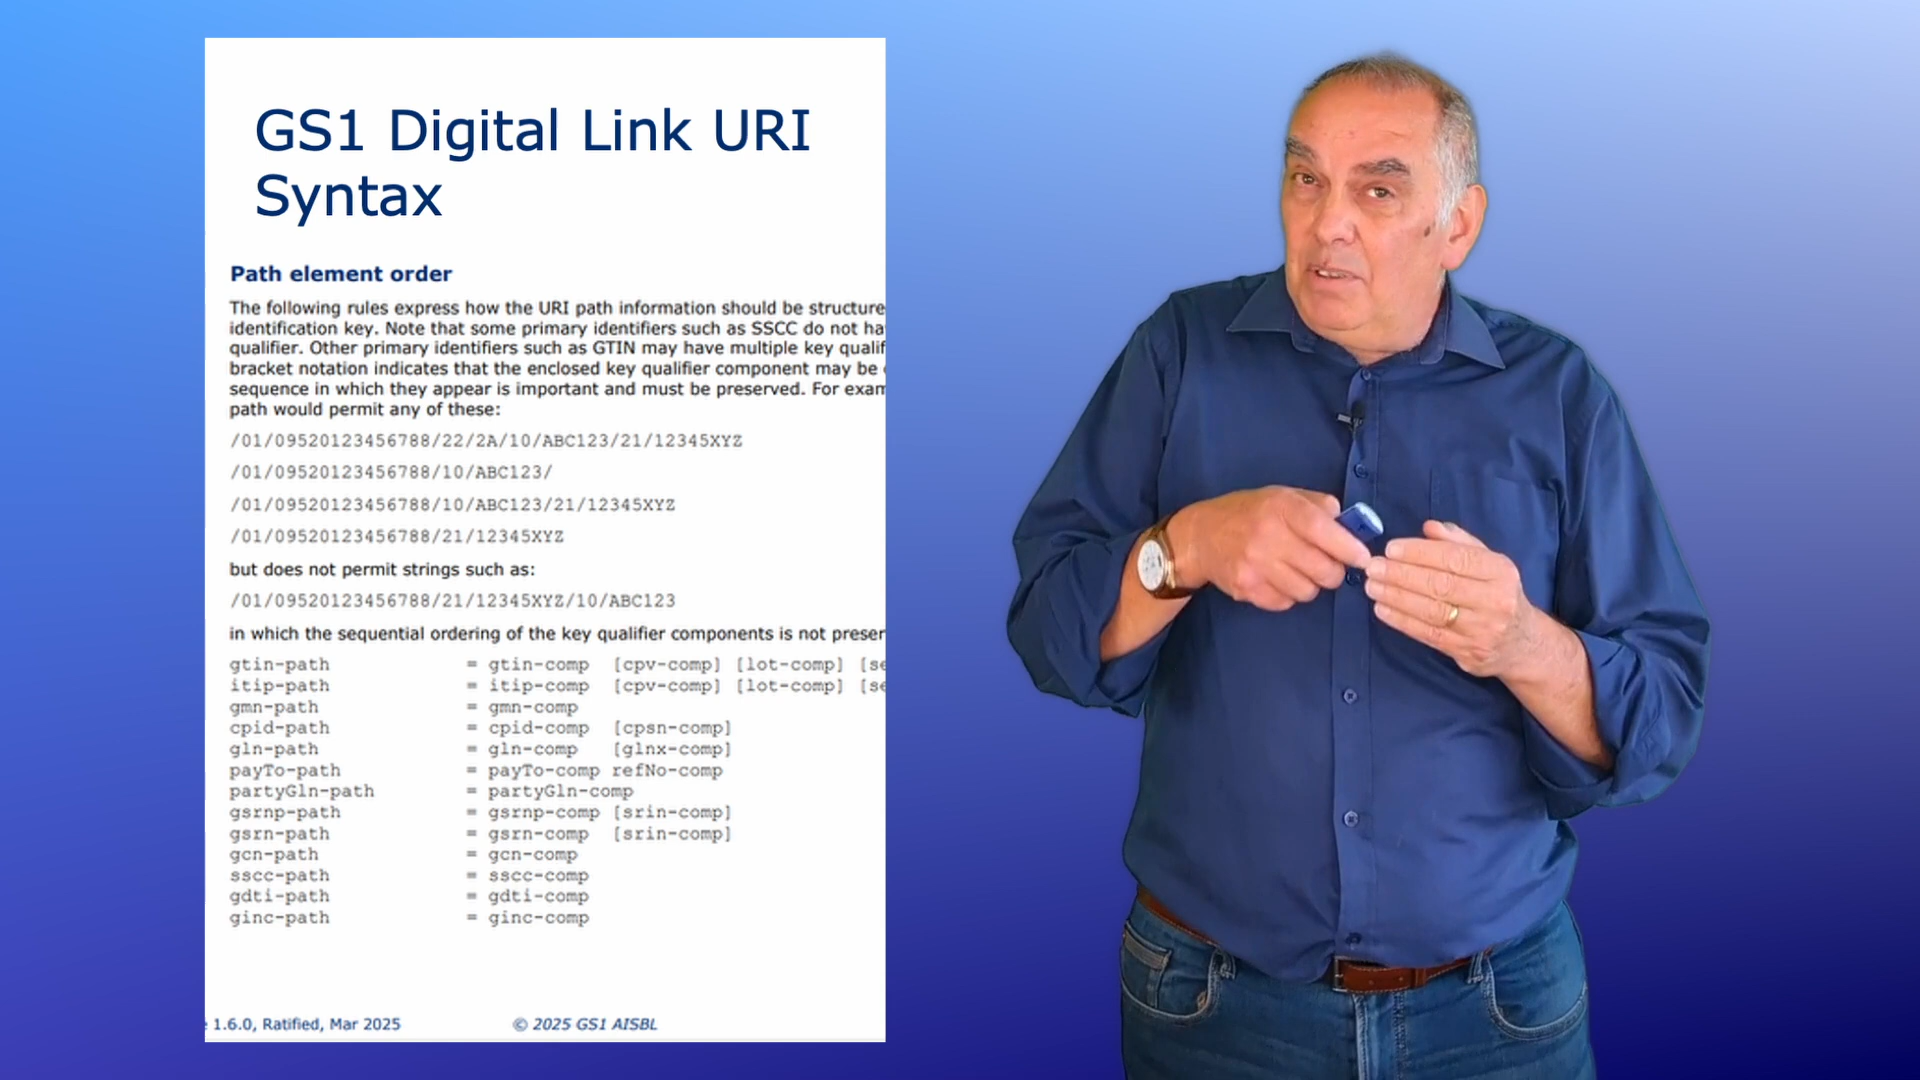 GS1 Digital Link URI
Syntax
Path element order
The following rules express how the URI path information should be structure
identification key. Note that some primary identifiers such as SSCC do not ha
qualifier. Other primary identifiers such as GTIN may have multiple key qualif
bracket notation indicates that the enclosed key qualifier component may be
sequence in which they appear is important and must be preserved. For exam
path would permit any of these:
/01/09520123456788/22/2A/10/ABC123/21/12345XYZ
/01/09520123456788/10/ABC123/
/01/09520123456788/10/ABC123/21/12345XYZ
/01/09520123456788/21/12345XYZ
but does not permit strings such as:
/01/09520123456788/21/12345XYZ/10/ABC123
in which the sequential ordering of the key qualifier components is not preser
gtin-path = gtin-comp [cpv-comp] [lot-comp] [se
itip-path = itip-comp [cpv-comp] [lot-comp] [se
gmn-path = gmn-comp
cpid-path = cpid-comp [cpsn-comp]
gln-path = gln-comp [glnx-comp]
payTo-path = payTo-comp refNo-comp
partyGln-path = partyGln-comp
gsrnp-path = gsrnp-comp [srin-comp]
gsrn-path = gsrn-comp [srin-comp]
gcn-path = gcn-comp
sscc-path = sscc-comp
gdti-path = gdti-comp
ginc-path = ginc-comp
1.6.0, Ratified, Mar 2025 © 2025 GS1 AISBL